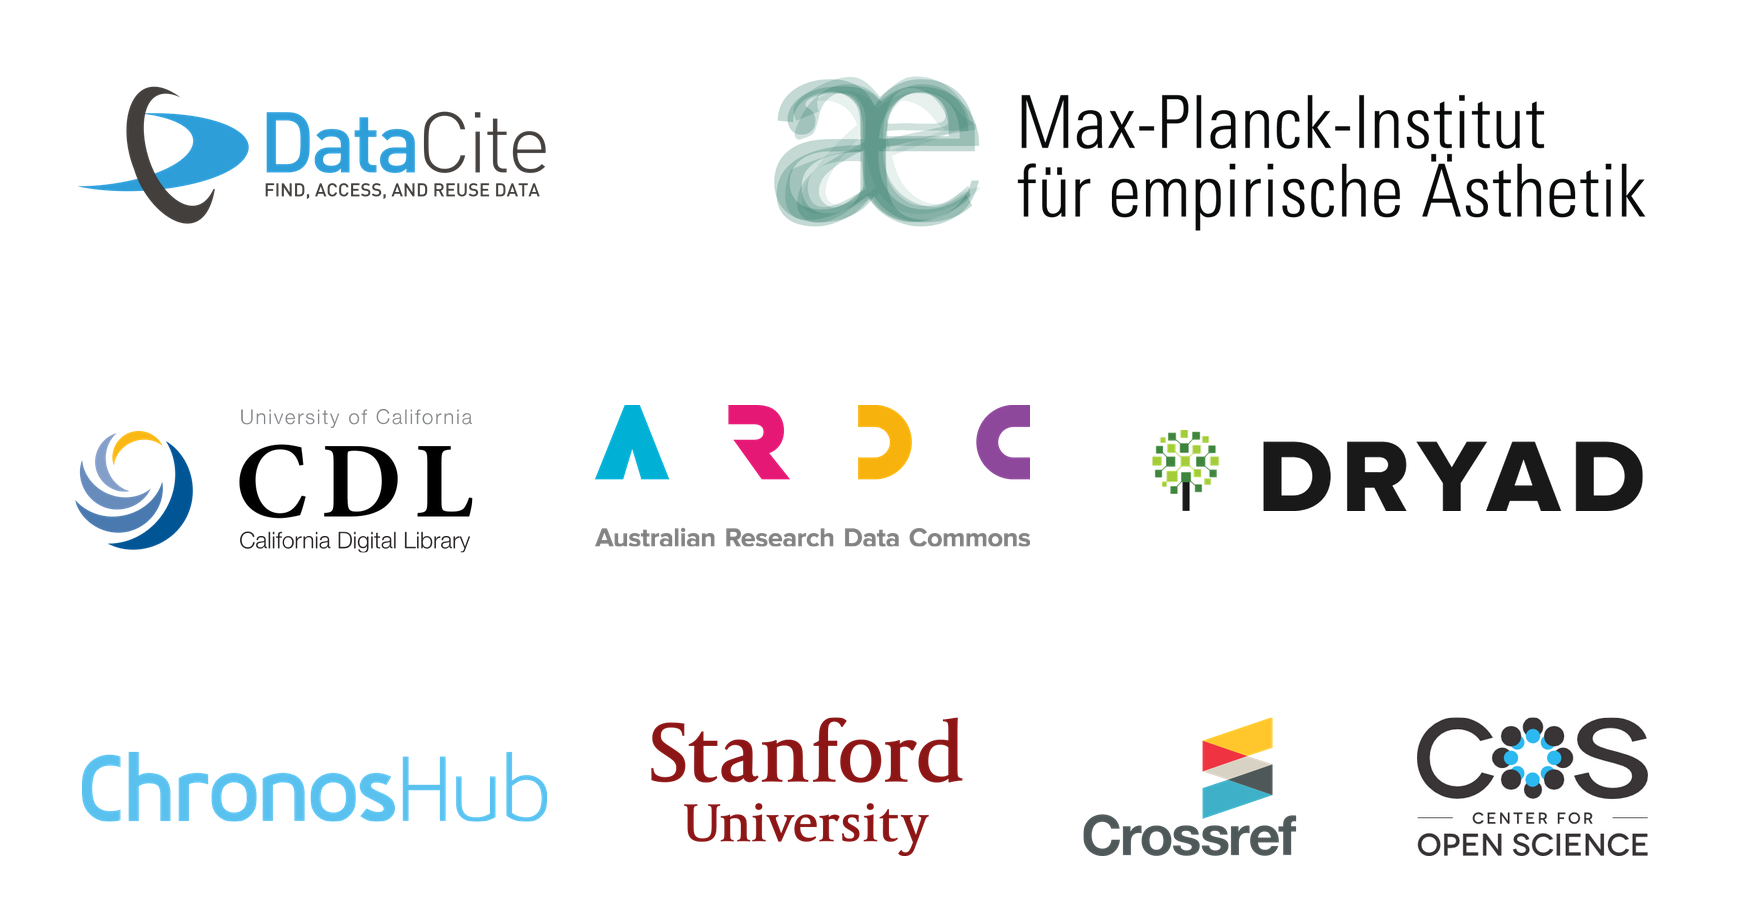 DataCite
FIND, ACCESS, AND REUSE DATA
æ
Max-Planck-Institut
für empirische Ästhetik
University of California
CDL
California Digital Library
ARDC
Australian Research Data Commons
DRYAD
ChronosHub
Stanford
University
Crossref
COS
CENTER FOR
OPEN SCIENCE